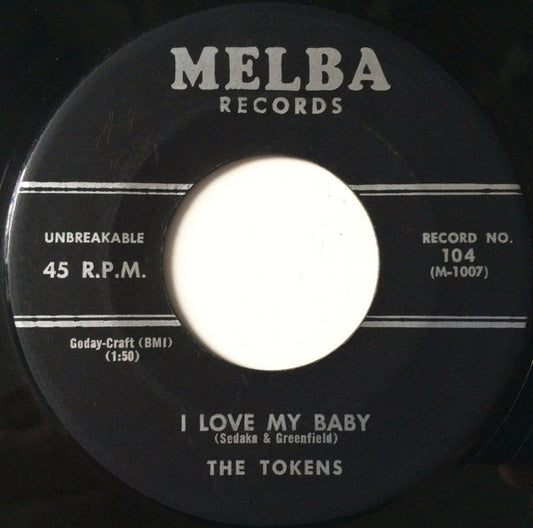 MELBA
RECORDS
UNBREAKABLE
45 R.P.M.
RECORD NO.
104
(M-1007)
Goday-Craft (BMI)
(1:50)
I LOVE MY BABY
(Sedaka & Greenfield)
THE TOKENS